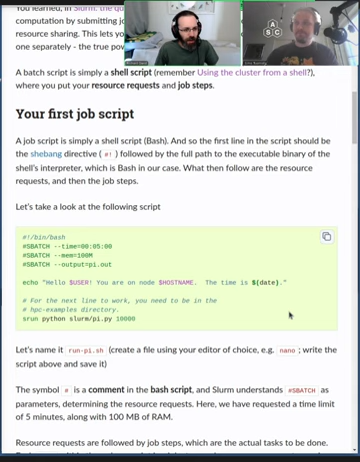 You learned, in Slurm: the qu
computation by submitting jo
resource sharing. This lets yo
one separately - the true pow
A S
S C
A batch script is simply a shell script (remember Using the cluster from a shell?),
where you put your resource requests and job steps.
Your first job script
A job script is simply a shell script (Bash). And so the first line in the script should be
the shebang directive ( #! ) followed by the full path to the executable binary of the
shell's interpreter, which is Bash in our case. What then follow are the resource
requests, and then the job steps.
Let's take a look at the following script
#!/bin/bash
#SBATCH --time=00:05:00
#SBATCH --mem=100M
#SBATCH --output=pi.out
echo "Hello $USER! You are on node $HOSTNAME. The time is $(date)."
# For the next line to work, you need to be in the
# hpc-examples directory.
srun python slurm/pi.py 10000
Let's name it run-pi.sh (create a file using your editor of choice, e.g. nano ; write the
script above and save it)
The symbol # is a comment in the bash script, and Slurm understands #SBATCH as
parameters, determining the resource requests. Here, we have requested a time limit
of 5 minutes, along with 100 MB of RAM.
Resource requests are followed by job steps, which are the actual tasks to be done.